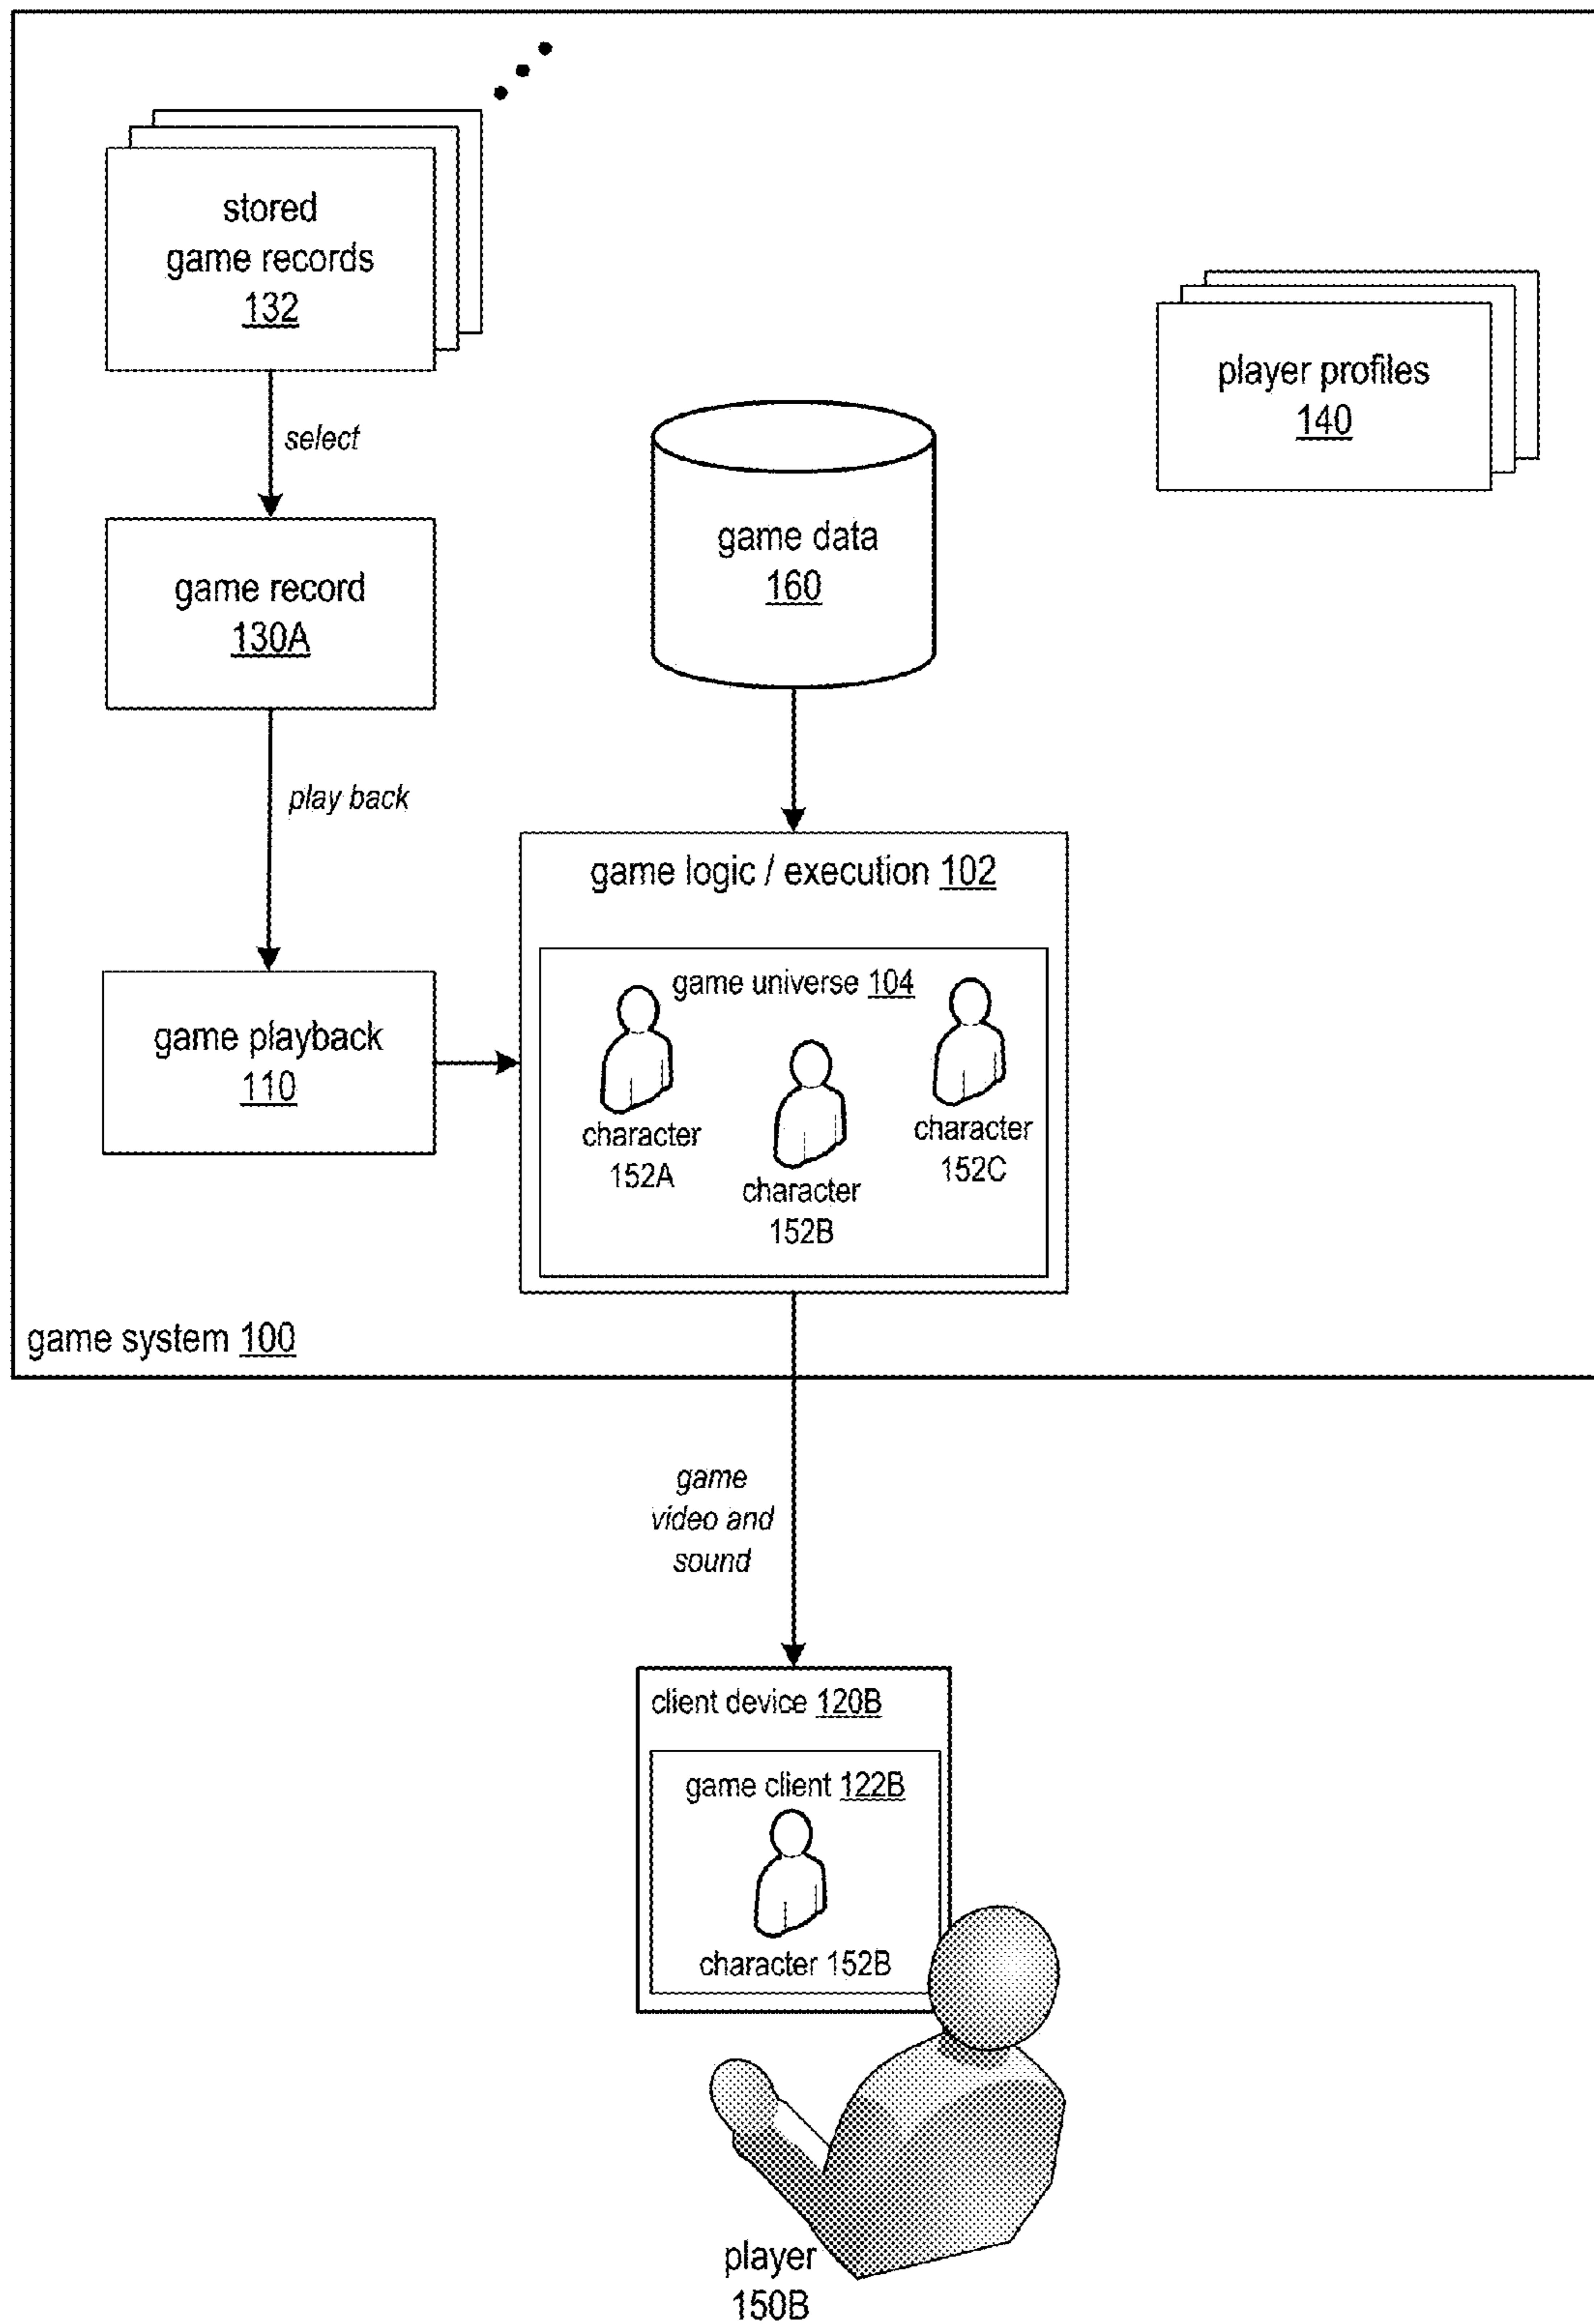 stored
game records
132
player profiles
140
select
game data
160
game record
130A
play back
game logic / execution 102
game universe 104
game playback
110
character
152A
character
152B
character
152C
game system 100
game
video and
sound
client device 120B
game client 122B
character 152B
player
150B